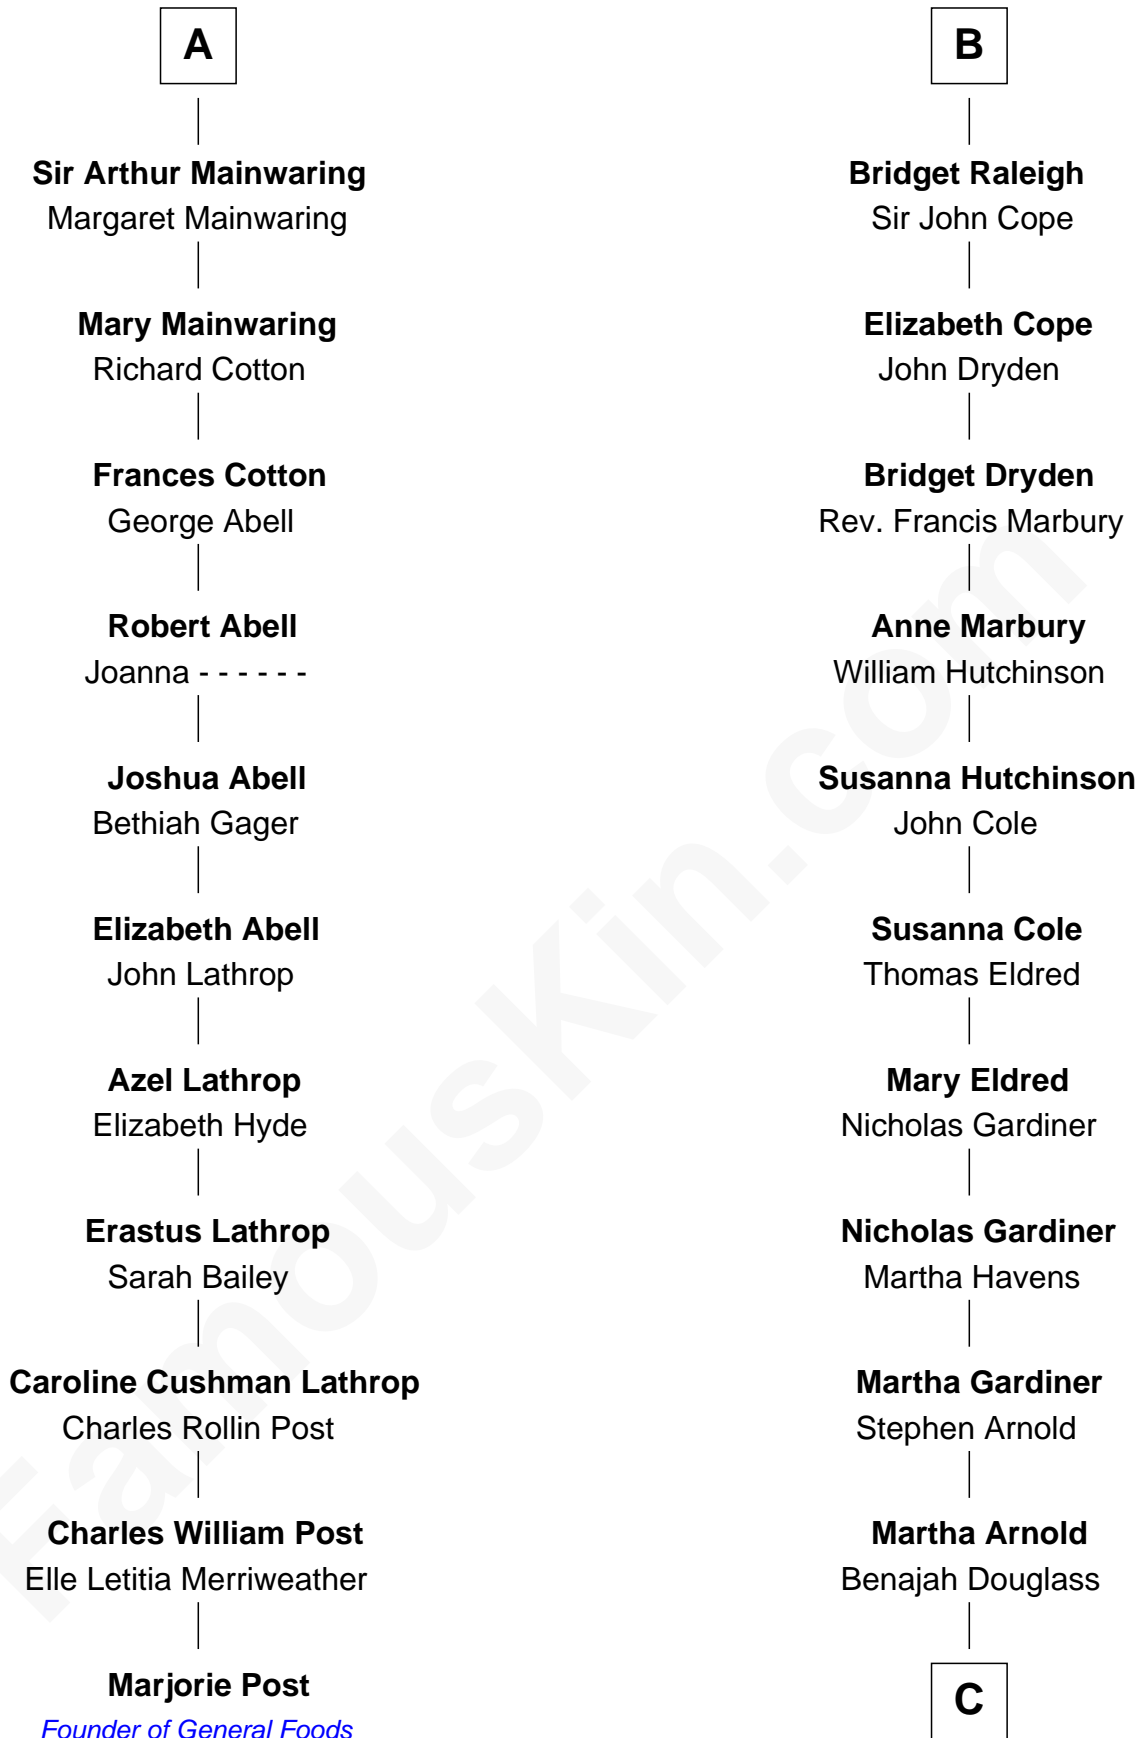 A
Sir Arthur Mainwaring
Margaret Mainwaring
Mary Mainwaring
Richard Cotton
Frances Cotton
George Abell
Robert Abell
Joanna - - - - - -
Joshua Abell
Bethiah Gager
Elizabeth Abell
John Lathrop
Azel Lathrop
Elizabeth Hyde
Erastus Lathrop
Sarah Bailey
Caroline Cushman Lathrop
Charles Rollin Post
Charles William Post
Elle Letitia Merriweather
Marjorie Post
Founder of General Foods
B
Bridget Raleigh
Sir John Cope
Elizabeth Cope
John Dryden
Bridget Dryden
Rev. Francis Marbury
Anne Marbury
William Hutchinson
Susanna Hutchinson
John Cole
Susanna Cole
Thomas Eldred
Mary Eldred
Nicholas Gardiner
Nicholas Gardiner
Martha Havens
Martha Gardiner
Stephen Arnold
Martha Arnold
Benajah Douglass
C
FamousKin.com